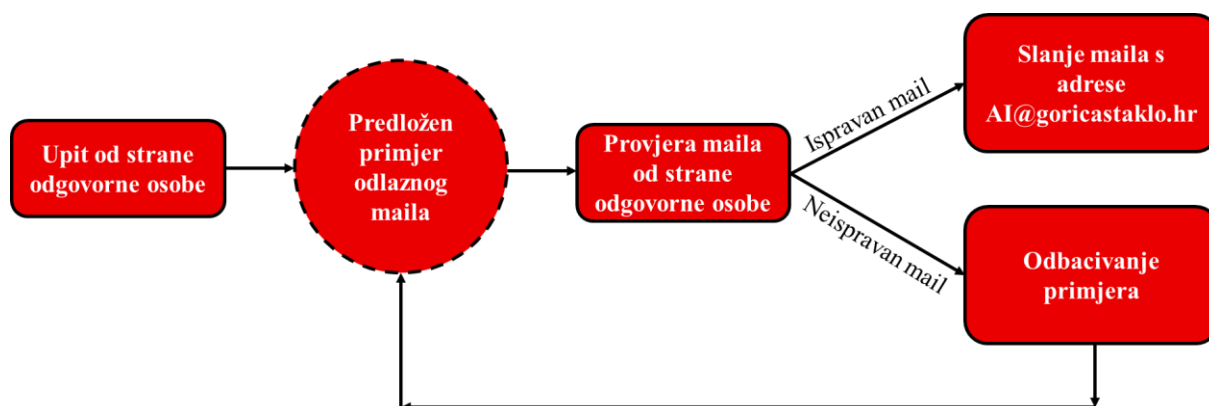 Upit od strane
odgovorne osobe
Predložen
primjer
odlaznog
maila
Provjera maila
od strane
odgovorne osobe
Ispravan mail
Neispravan mail
Slanje maila s
adrese
AI@goricastaklo.hr
Odbacivanje
primjera